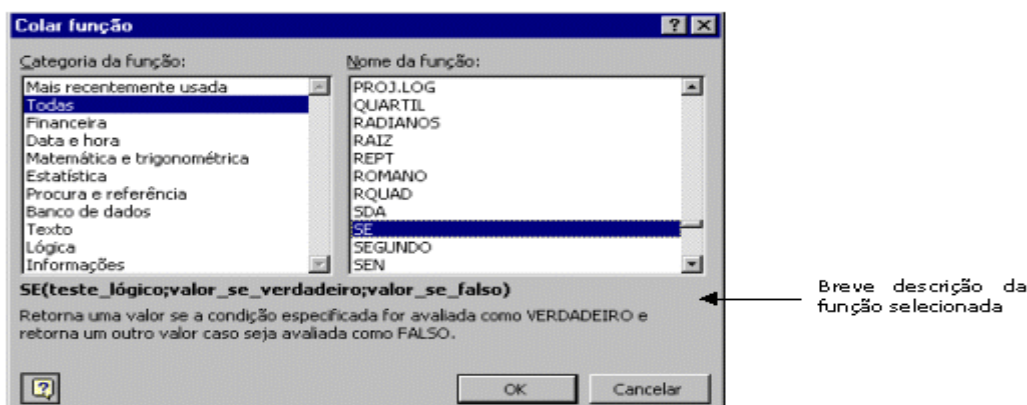 Colar função
Categoria da função:
Mais recentemente usada
Todas
Financeira
Data e hora
Matemática e trigonométrica
Estatística
Procura e referência
Banco de dados
Texto
Lógica
Informações
Nome da função:
PROJ.LOG
QUARTIL
RADIANOS
RAIZ
REPT
ROMANO
RQUAD
SDA
SE
SEGUNDO
SEN
SE(teste_lógico;valor_se_verdadeiro;valor_se_falso)
Retorna uma valor se a condição especificada for avaliada como VERDADEIRO e
retorna um outro valor caso seja avaliada como FALSO.
OK
Cancelar
Breve descrição da
função selecionada